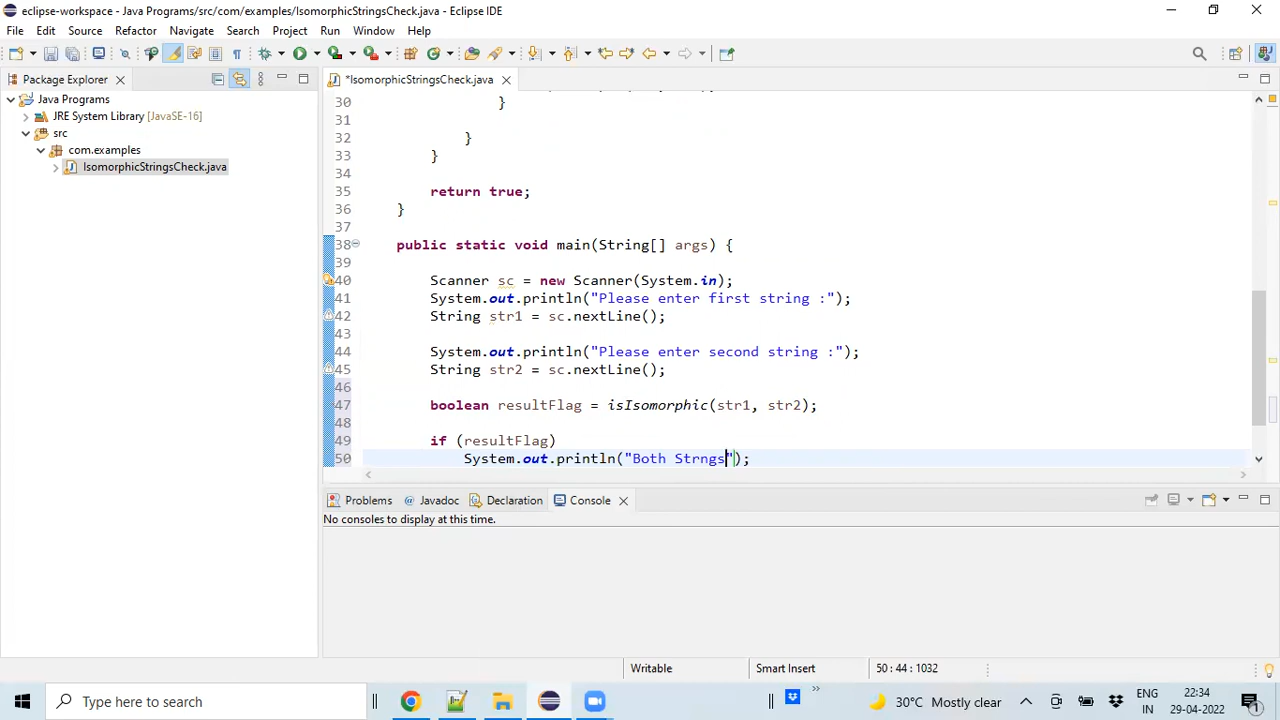 eclipse-workspace - Java Programs/src/com/examples/IsomorphicStringsCheck.java - Eclipse IDE
File Edit Source Refactor Navigate Search Project Run Window Help
Package Explorer
*IsomorphicStringsCheck.java
Java Programs
JRE System Library [JavaSE-16]
src
com.examples
IsomorphicStringsCheck.java
30 }
31
32 }
33 }
34
35 return true;
36 }
37
38 public static void main(String[] args) {
39
40 Scanner sc = new Scanner(System.in);
41 System.out.println("Please enter first string :");
42 String str1 = sc.nextLine();
43
44 System.out.println("Please enter second string :");
45 String str2 = sc.nextLine();
46
47 boolean resultFlag = isIsomorphic(str1, str2);
48
49 if (resultFlag)
50 System.out.println("Both Strngs");
Problems Javadoc Declaration Console
No consoles to display at this time.
Writable Smart Insert 50 : 44 : 1032
Type here to search
30°C Mostly clear
ENG
IN
22:34
29-04-2022
1